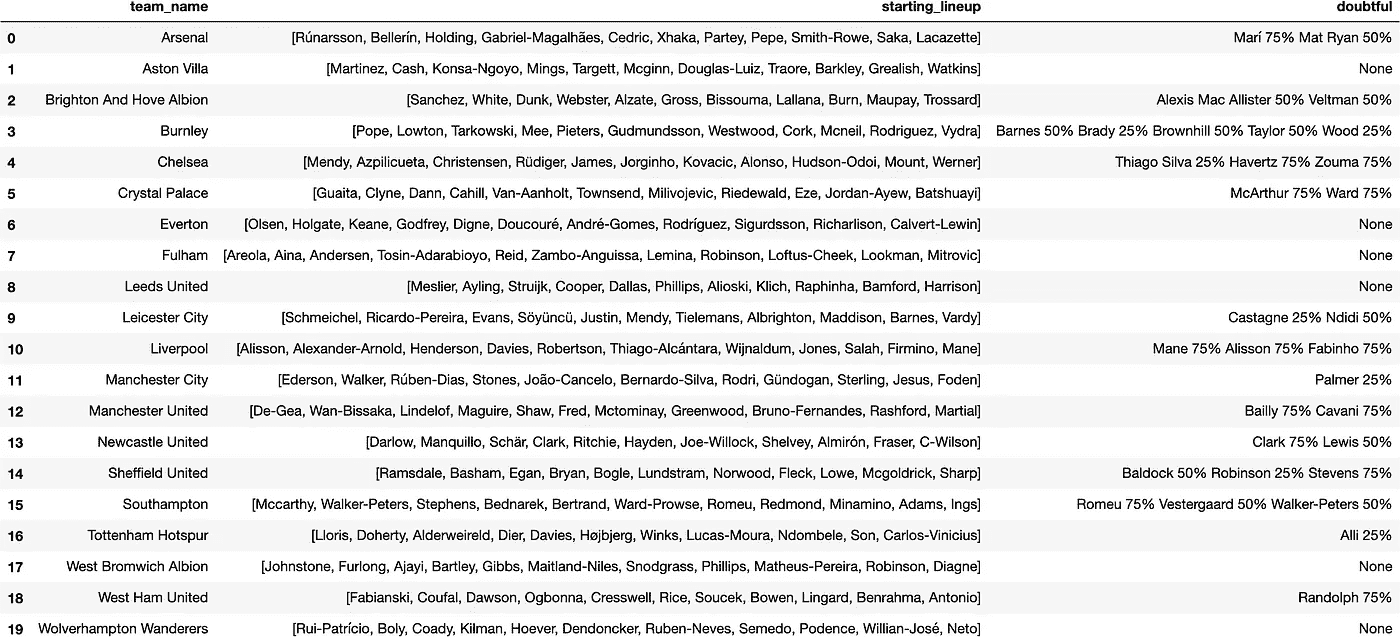 team_name starting_lineup doubtful
0 Arsenal [Rúnarsson, Bellerín, Holding, Gabriel-Magalhães, Cedric, Xhaka, Partey, Pepe, Smith-Rowe, Saka, Lacazette] Marí 75% Mat Ryan 50%
1 Aston Villa [Martinez, Cash, Konsa-Ngoyo, Mings, Targett, Mcginn, Douglas-Luiz, Traore, Barkley, Grealish, Watkins] None
2 Brighton And Hove Albion [Sanchez, White, Dunk, Webster, Alzate, Gross, Bissouma, Lallana, Burn, Maupay, Trossard] Alexis Mac Allister 50% Veltman 50%
3 Burnley [Pope, Lowton, Tarkowski, Mee, Pieters, Gudmundsson, Westwood, Cork, Mcneil, Rodriguez, Vydra] Barnes 50% Brady 25% Brownhill 50% Taylor 50% Wood 25%
4 Chelsea [Mendy, Azpilicueta, Christensen, Rüdiger, James, Jorginho, Kovacic, Alonso, Hudson-Odoi, Mount, Werner] Thiago Silva 25% Havertz 75% Zouma 75%
5 Crystal Palace [Guaita, Clyne, Dann, Cahill, Van-Aanholt, Townsend, Milivojevic, Riedewald, Eze, Jordan-Ayew, Batshuayi] McArthur 75% Ward 75%
6 Everton [Olsen, Holgate, Keane, Godfrey, Digne, Doucouré, André-Gomes, Rodríguez, Sigurdsson, Richarlison, Calvert-Lewin] None
7 Fulham [Areola, Aina, Andersen, Tosin-Adarabioyo, Reid, Zambo-Anguissa, Lemina, Robinson, Loftus-Cheek, Lookman, Mitrovic] None
8 Leeds United [Meslier, Ayling, Struijk, Cooper, Dallas, Phillips, Alioski, Klich, Raphinha, Bamford, Harrison] None
9 Leicester City [Schmeichel, Ricardo-Pereira, Evans, Söyüncü, Justin, Mendy, Tielemans, Albrighton, Maddison, Barnes, Vardy] Castagne 25% Ndidi 50%
10 Liverpool [Alisson, Alexander-Arnold, Henderson, Davies, Robertson, Thiago-Alcántara, Wijnaldum, Jones, Salah, Firmino, Mane] Mane 75% Alisson 75% Fabinho 75%
11 Manchester City [Ederson, Walker, Rúben-Dias, Stones, João-Cancelo, Bernardo-Silva, Rodri, Gündogan, Sterling, Jesus, Foden] Palmer 25%
12 Manchester United [De-Gea, Wan-Bissaka, Lindelof, Maguire, Shaw, Fred, Mctominay, Greenwood, Bruno-Fernandes, Rashford, Martial] Bailly 75% Cavani 75%
13 Newcastle United [Darlow, Manquillo, Schär, Clark, Ritchie, Hayden, Joe-Willock, Shelvey, Almirón, Fraser, C-Wilson] Clark 75% Lewis 50%
14 Sheffield United [Ramsdale, Basham, Egan, Bryan, Bogle, Lundstram, Norwood, Fleck, Lowe, Mcgoldrick, Sharp] Baldock 50% Robinson 25% Stevens 75%
15 Southampton [Mccarthy, Walker-Peters, Stephens, Bednarek, Bertrand, Ward-Prowse, Romeu, Redmond, Minamino, Adams, Ings] Romeu 75% Vestergaard 50% Walker-Peters 50%
16 Tottenham Hotspur [Lloris, Doherty, Alderweireld, Dier, Davies, Højbjerg, Winks, Lucas-Moura, Ndombele, Son, Carlos-Vinicius] Alli 25%
17 West Bromwich Albion [Johnstone, Furlong, Ajayi, Bartley, Gibbs, Maitland-Niles, Snodgrass, Phillips, Matheus-Pereira, Robinson, Diagne] None
18 West Ham United [Fabianski, Coufal, Dawson, Ogbonna, Cresswell, Rice, Soucek, Bowen, Lingard, Benrahma, Antonio] Randolph 75%
19 Wolverhampton Wanderers [Rui-Patrício, Boly, Coady, Kilman, Hoever, Dendoncker, Ruben-Neves, Semedo, Podence, Willian-José, Neto] None